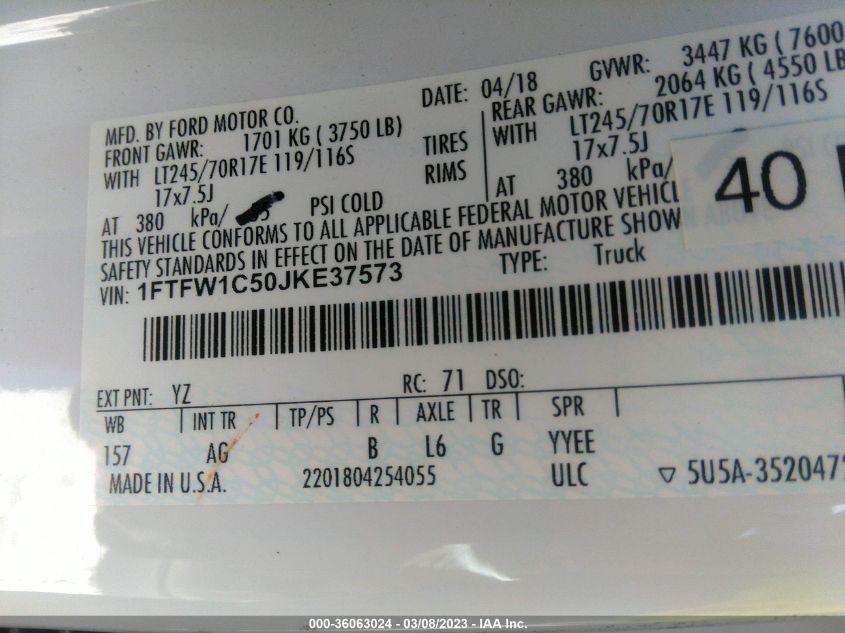 MFD. BY FORD MOTOR CO. DATE: 04/18 GVWR: 3447 KG ( 7600
FRONT GAWR: 1701 KG ( 3750 LB) REAR GAWR: 2064 KG ( 4550 LB
WITH LT245/70R17E 119/116S TIRES WITH LT245/70R17E 119/116S
17x7.5J RIMS 17x7.5J
AT 380 kPa/ PSI COLD AT 380 kPa/
40
THIS VEHICLE CONFORMS TO ALL APPLICABLE FEDERAL MOTOR VEHICL
SAFETY STANDARDS IN EFFECT ON THE DATE OF MANUFACTURE SHOW
VIN: 1FTFW1C50JKE37573 TYPE: Truck
EXT PNT: YZ RC: 71 DSO:
WB INT TR TP/PS R AXLE TR SPR
157 AG B L6 G YYEE
MADE IN U.S.A. 2201804254055 ULC ▽ 5U5A-3520472
000-36063024 - 03/08/2023 - IAA Inc.